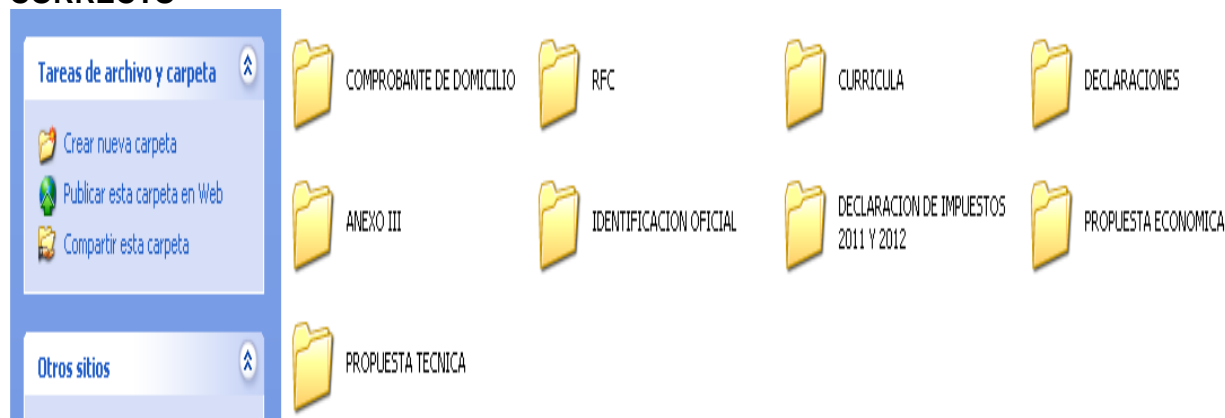 CORRECTO
Tareas de archivo y carpeta
Crear nueva carpeta
Publicar esta carpeta en Web
Compartir esta carpeta
Otros sitios
COMPROBANTE DE DOMICILIO
RFC
CURRICULA
DECLARACIONES
ANEXO III
IDENTIFICACION OFICIAL
DECLARACION DE IMPUESTOS
2011 Y 2012
PROPUESTA ECONOMICA
PROPUESTA TECNICA